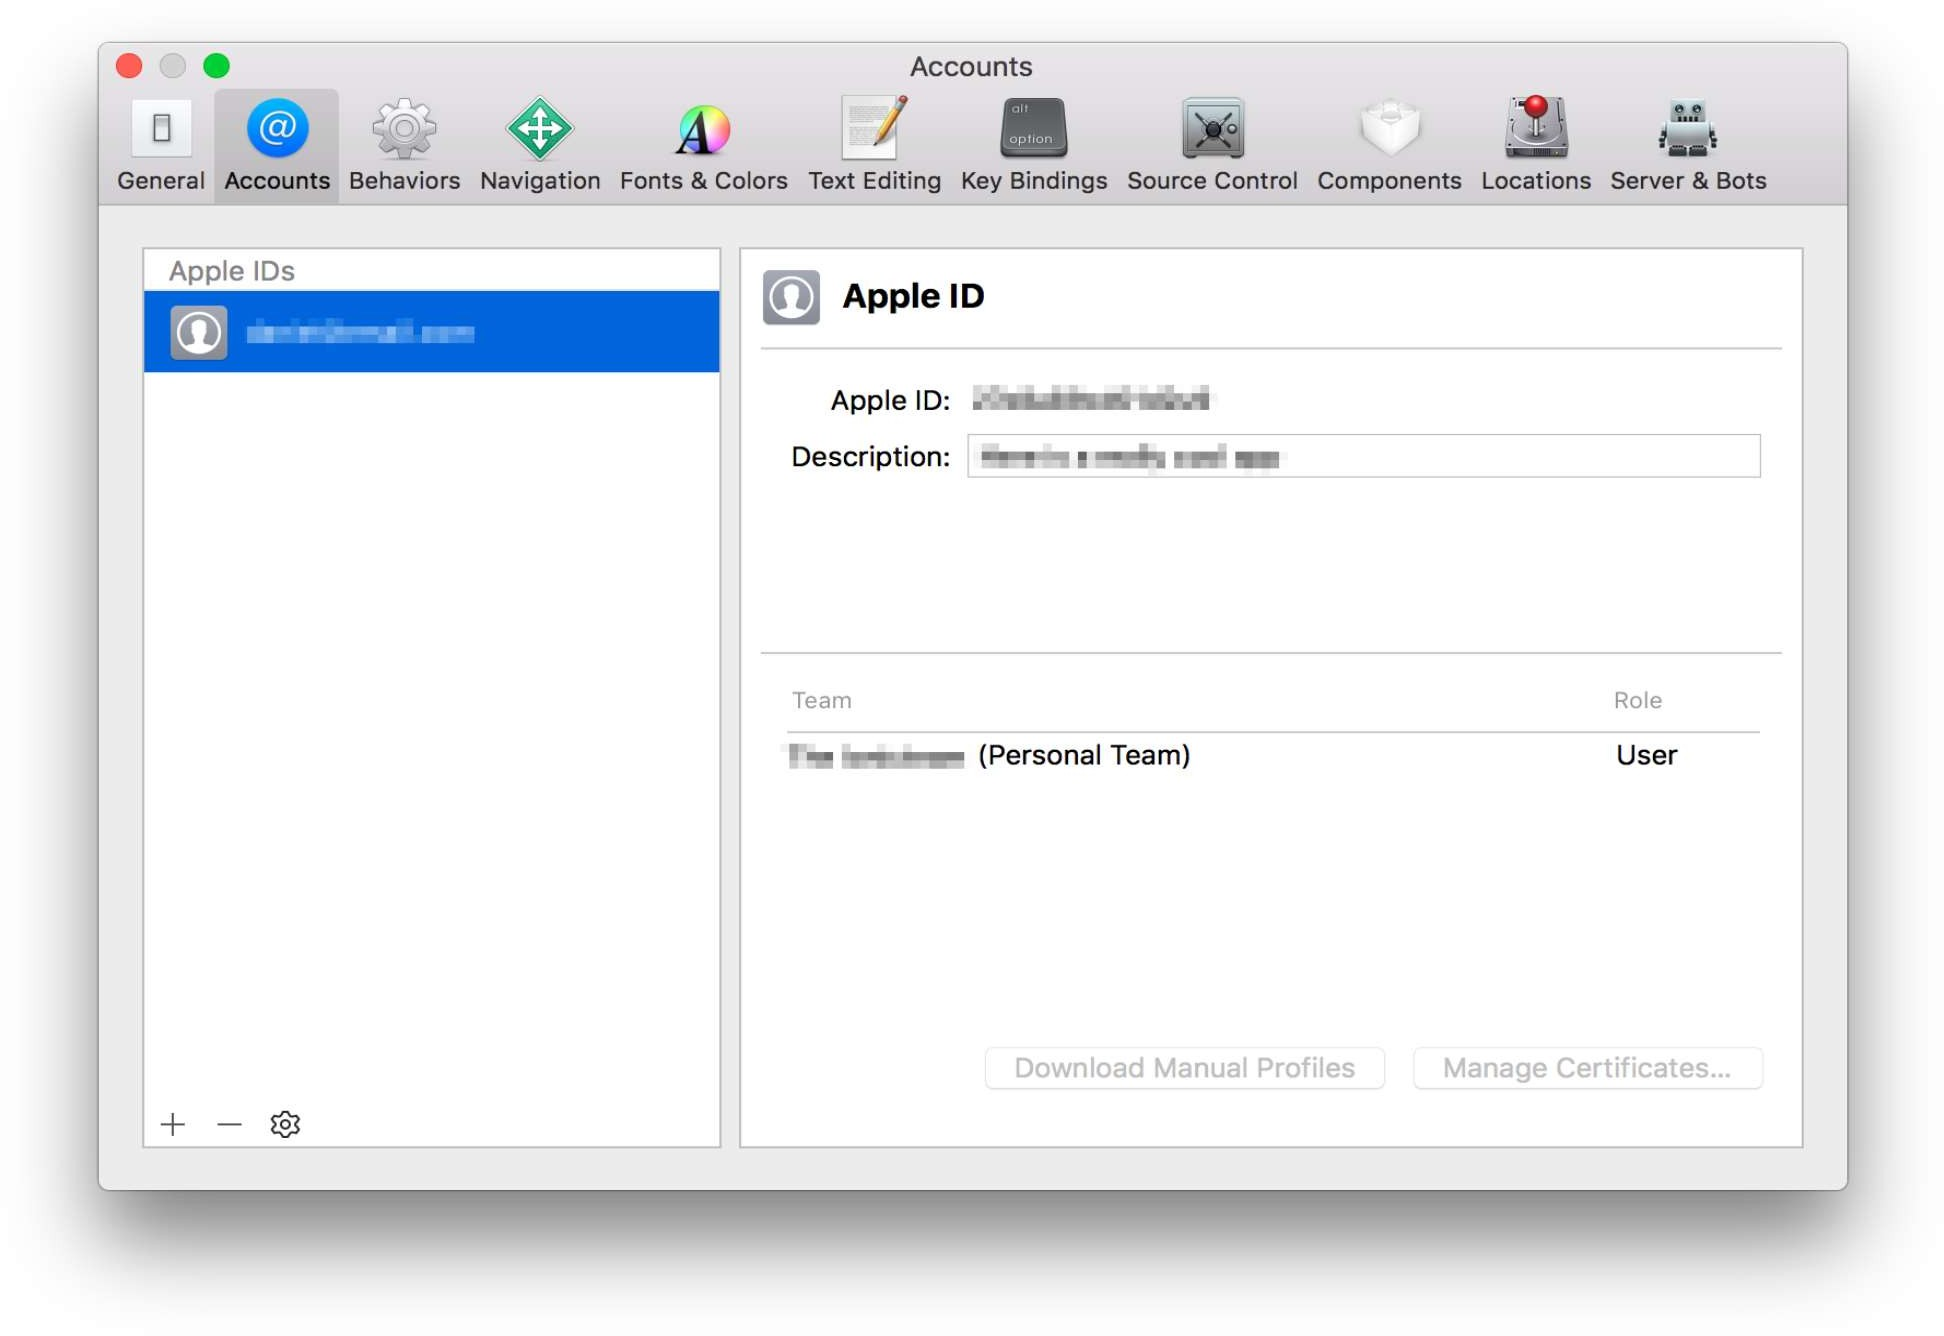 Accounts
alt
option
General Accounts Behaviors Navigation Fonts & Colors Text Editing Key Bindings Source Control Components Locations Server & Bots
Apple IDs
Apple ID
Apple ID:
Description:
Team Role
(Personal Team) User
Download Manual Profiles Manage Certificates...